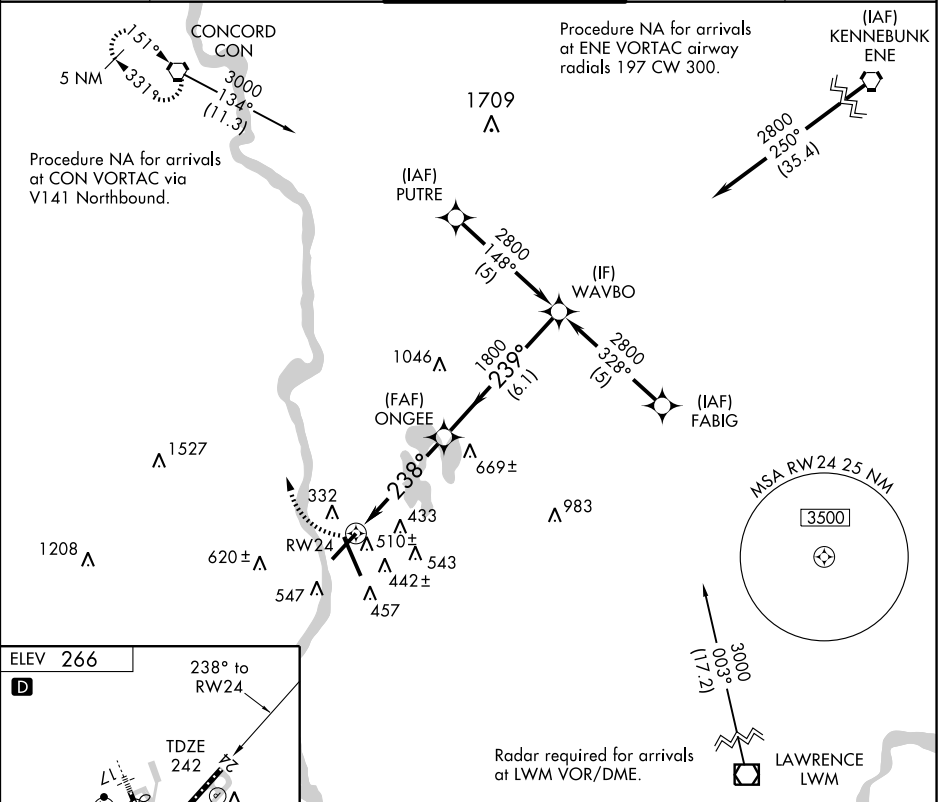 CONCORD
CON
151°
331°
5 NM
3000
134°
(11.3)
Procedure NA for arrivals
at CON VORTAC via
V141 Northbound.
Procedure NA for arrivals
at ENE VORTAC airway
radials 197 CW 300.
(IAF)
KENNEBUNK
ENE
2800
250°
(35.4)
1709
(IAF)
PUTRE
2800
148°
(5)
(IF)
WAVBO
2800
328°
(5)
(IAF)
FABIG
1046
1800
239°
(6.1)
(FAF)
ONGEE
669±
238°
1527
332
433
983
RW24
510±
543
1208
620±
442±
547
457
MSA RW24 25 NM
3500
3000
003°
(17.2)
Radar required for arrivals
at LWM VOR/DME.
LAWRENCE
LWM
ELEV 266
D
238° to
RW24
TDZE
242
24
17